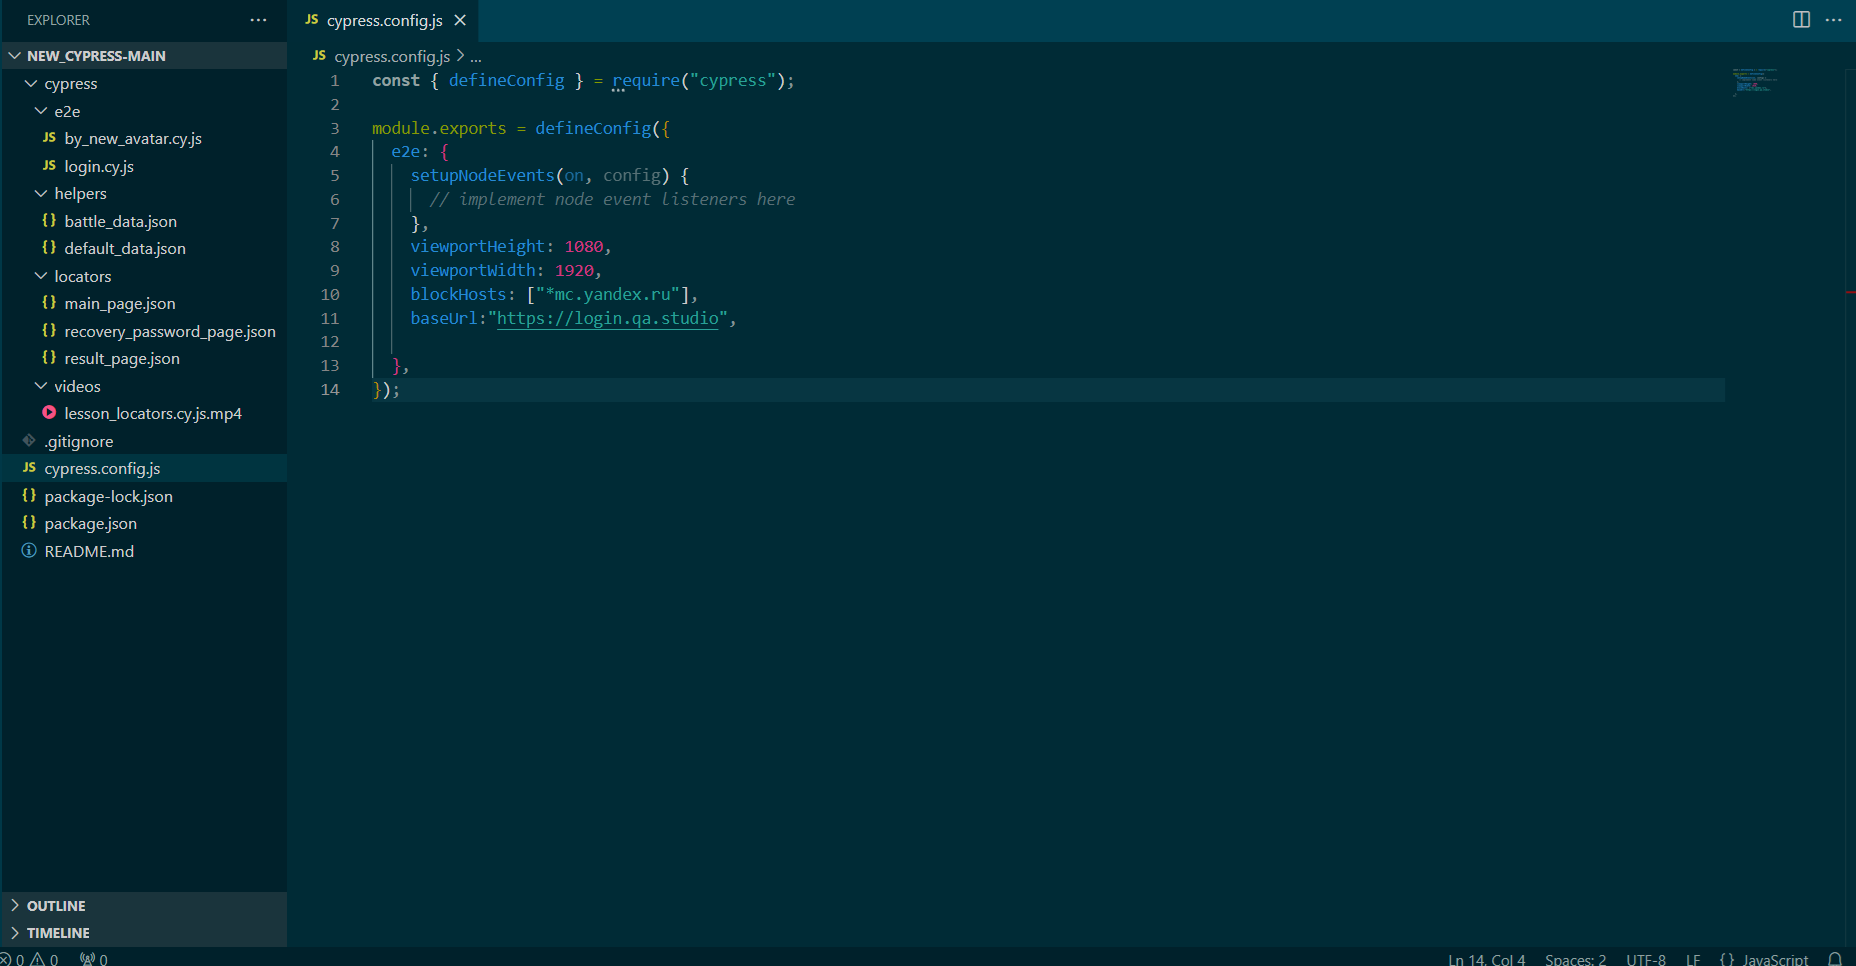 EXPLORER
NEW_CYPRESS-MAIN
cypress
e2e
JS by_new_avatar.cy.js
JS login.cy.js
helpers
{} battle_data.json
{} default_data.json
locators
{} main_page.json
{} recovery_password_page.json
{} result_page.json
videos
lesson_locators.cy.js.mp4
.gitignore
JS cypress.config.js
{} package-lock.json
{} package.json
README.md
OUTLINE
TIMELINE
JS cypress.config.js
JS cypress.config.js > ...
1 const { defineConfig } = require("cypress");
2
3 module.exports = defineConfig({
4   e2e: {
5     setupNodeEvents(on, config) {
6       // implement node event listeners here
7     },
8     viewportHeight: 1080,
9     viewportWidth: 1920,
10     blockHosts: ["*mc.yandex.ru"],
11     baseUrl:"https://login.qa.studio",
12
13   },
14 });
0 0 0 Ln 14, Col 4 Spaces: 2 UTF-8 LF {} JavaScript